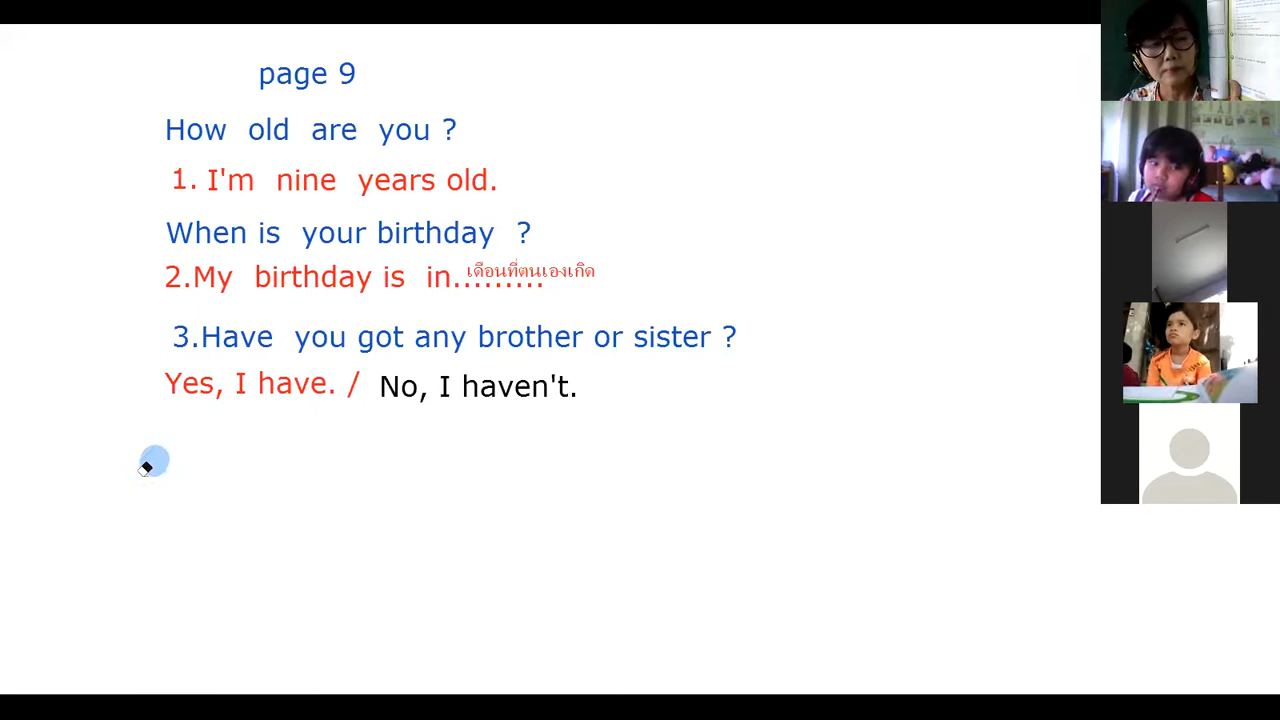 page 9
How old are you ?
1. I'm nine years old.
When is your birthday ?
2.My birthday is in.........เดือนที่ตนเองเกิด
3.Have you got any brother or sister ?
Yes, I have. / No, I haven't.